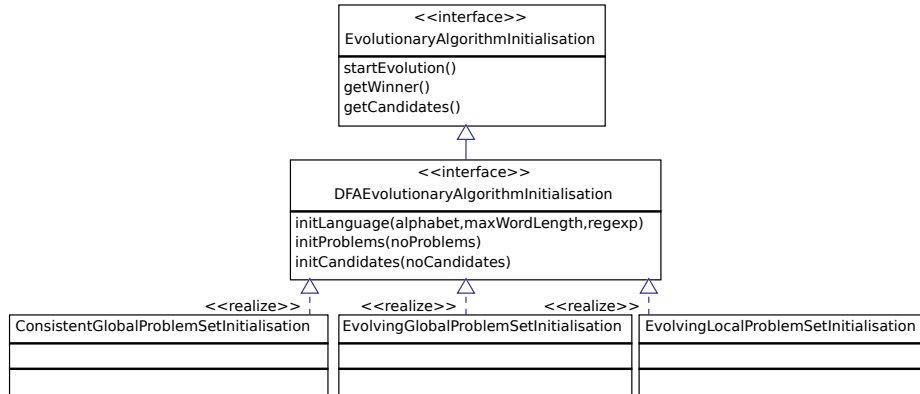 <<interface>>
EvolutionaryAlgorithmInitialisation
startEvolution()
getWinner()
getCandidates()
<<interface>>
DFAEvolutionaryAlgorithmInitialisation
initLanguage(alphabet,maxWordLength,regexp)
initProblems(noProblems)
initCandidates(noCandidates)
<<realize>> <<realize>> <<realize>>
ConsistentGlobalProblemSetInitialisation EvolvingGlobalProblemSetInitialisation EvolvingLocalProblemSetInitialisation